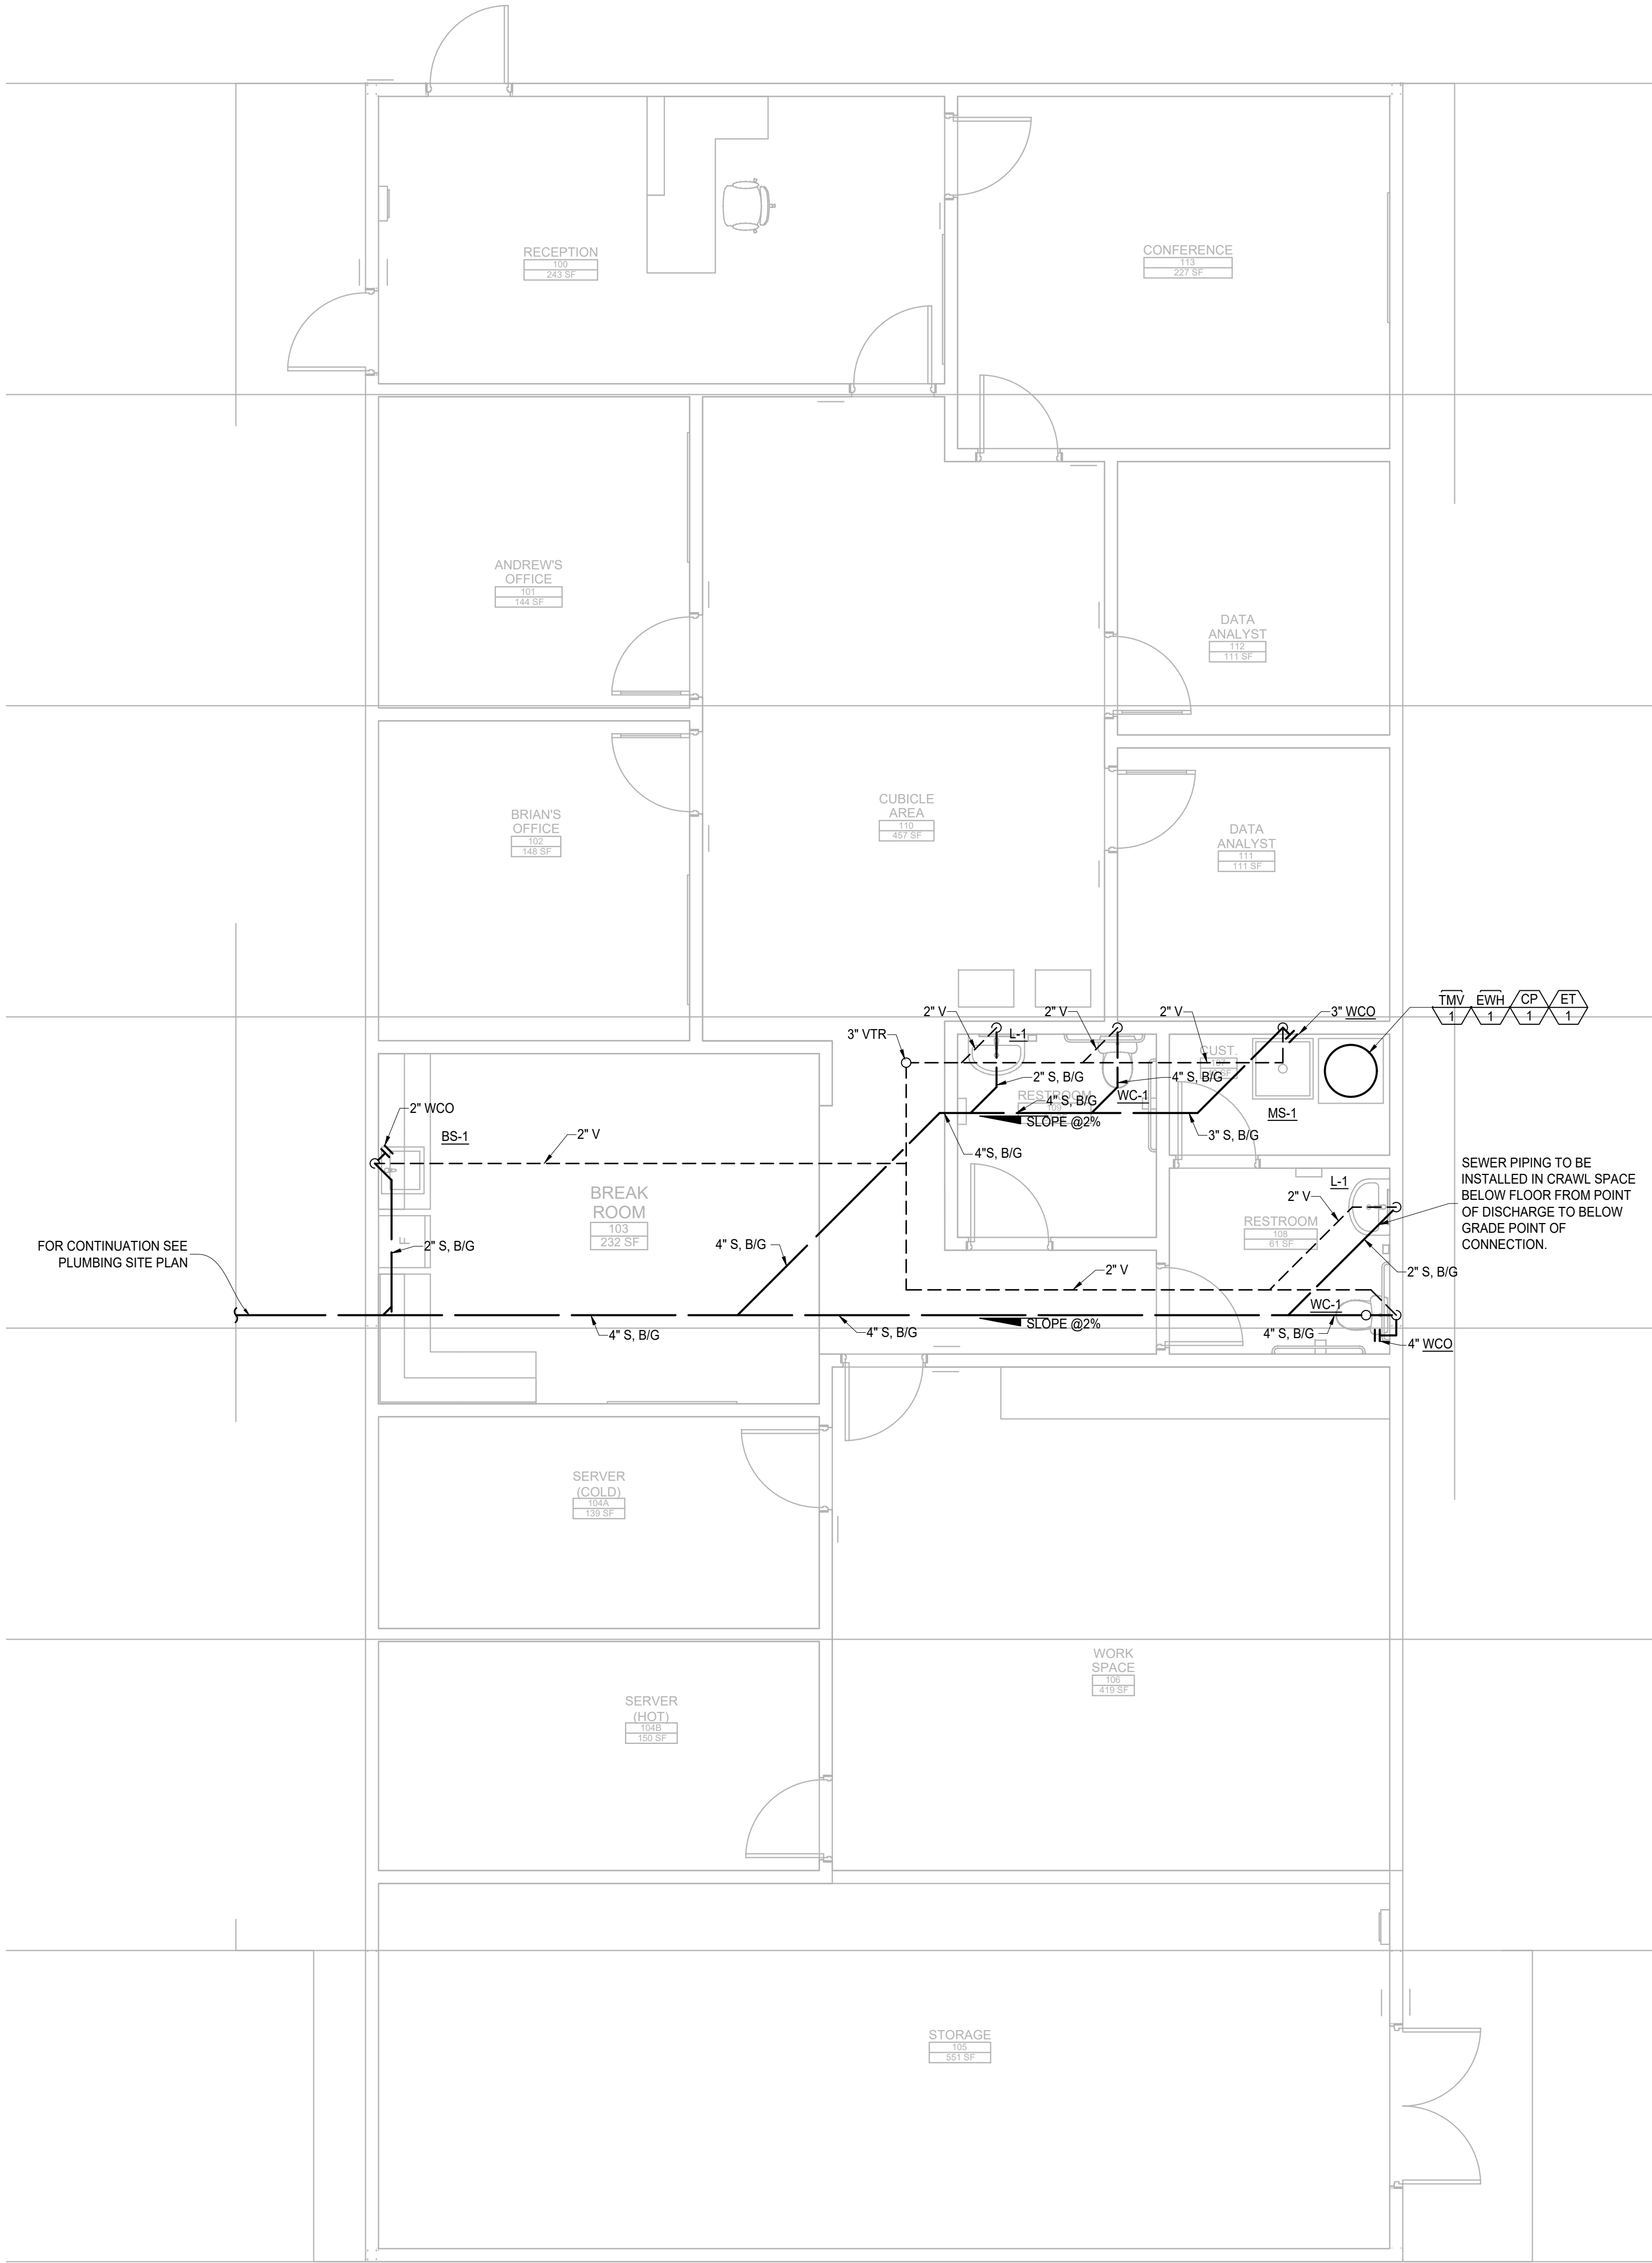 RECEPTION
100
243 SF
CONFERENCE
113
227 SF
ANDREW'S
OFFICE
101
144 SF
DATA
ANALYST
112
111 SF
BRIAN'S
OFFICE
102
148 SF
CUBICLE
AREA
110
457 SF
DATA
ANALYST
111
111 SF
TMV
1
EWH
1
CP
1
ET
1
2" V
2" V
2" V
3" WCO
3" VTR
L-1
CUST.
2" S, B/G
4" S, B/G
RESTROOM
109
4" S, B/G
WC-1
MS-1
SLOPE @2%
3" S, B/G
4"S, B/G
2" WCO
BS-1
2" V
BREAK
ROOM
103
232 SF
F
2" S, B/G
4" S, B/G
FOR CONTINUATION SEE
PLUMBING SITE PLAN
SEWER PIPING TO BE
INSTALLED IN CRAWL SPACE
BELOW FLOOR FROM POINT
OF DISCHARGE TO BELOW
GRADE POINT OF
CONNECTION.
L-1
2" V
RESTROOM
108
61 SF
2" S, B/G
2" V
WC-1
4" S, B/G
4" WCO
SLOPE @2%
4" S, B/G
4" S, B/G
SERVER
(COLD)
104A
139 SF
SERVER
(HOT)
104B
150 SF
WORK
SPACE
106
419 SF
STORAGE
105
551 SF